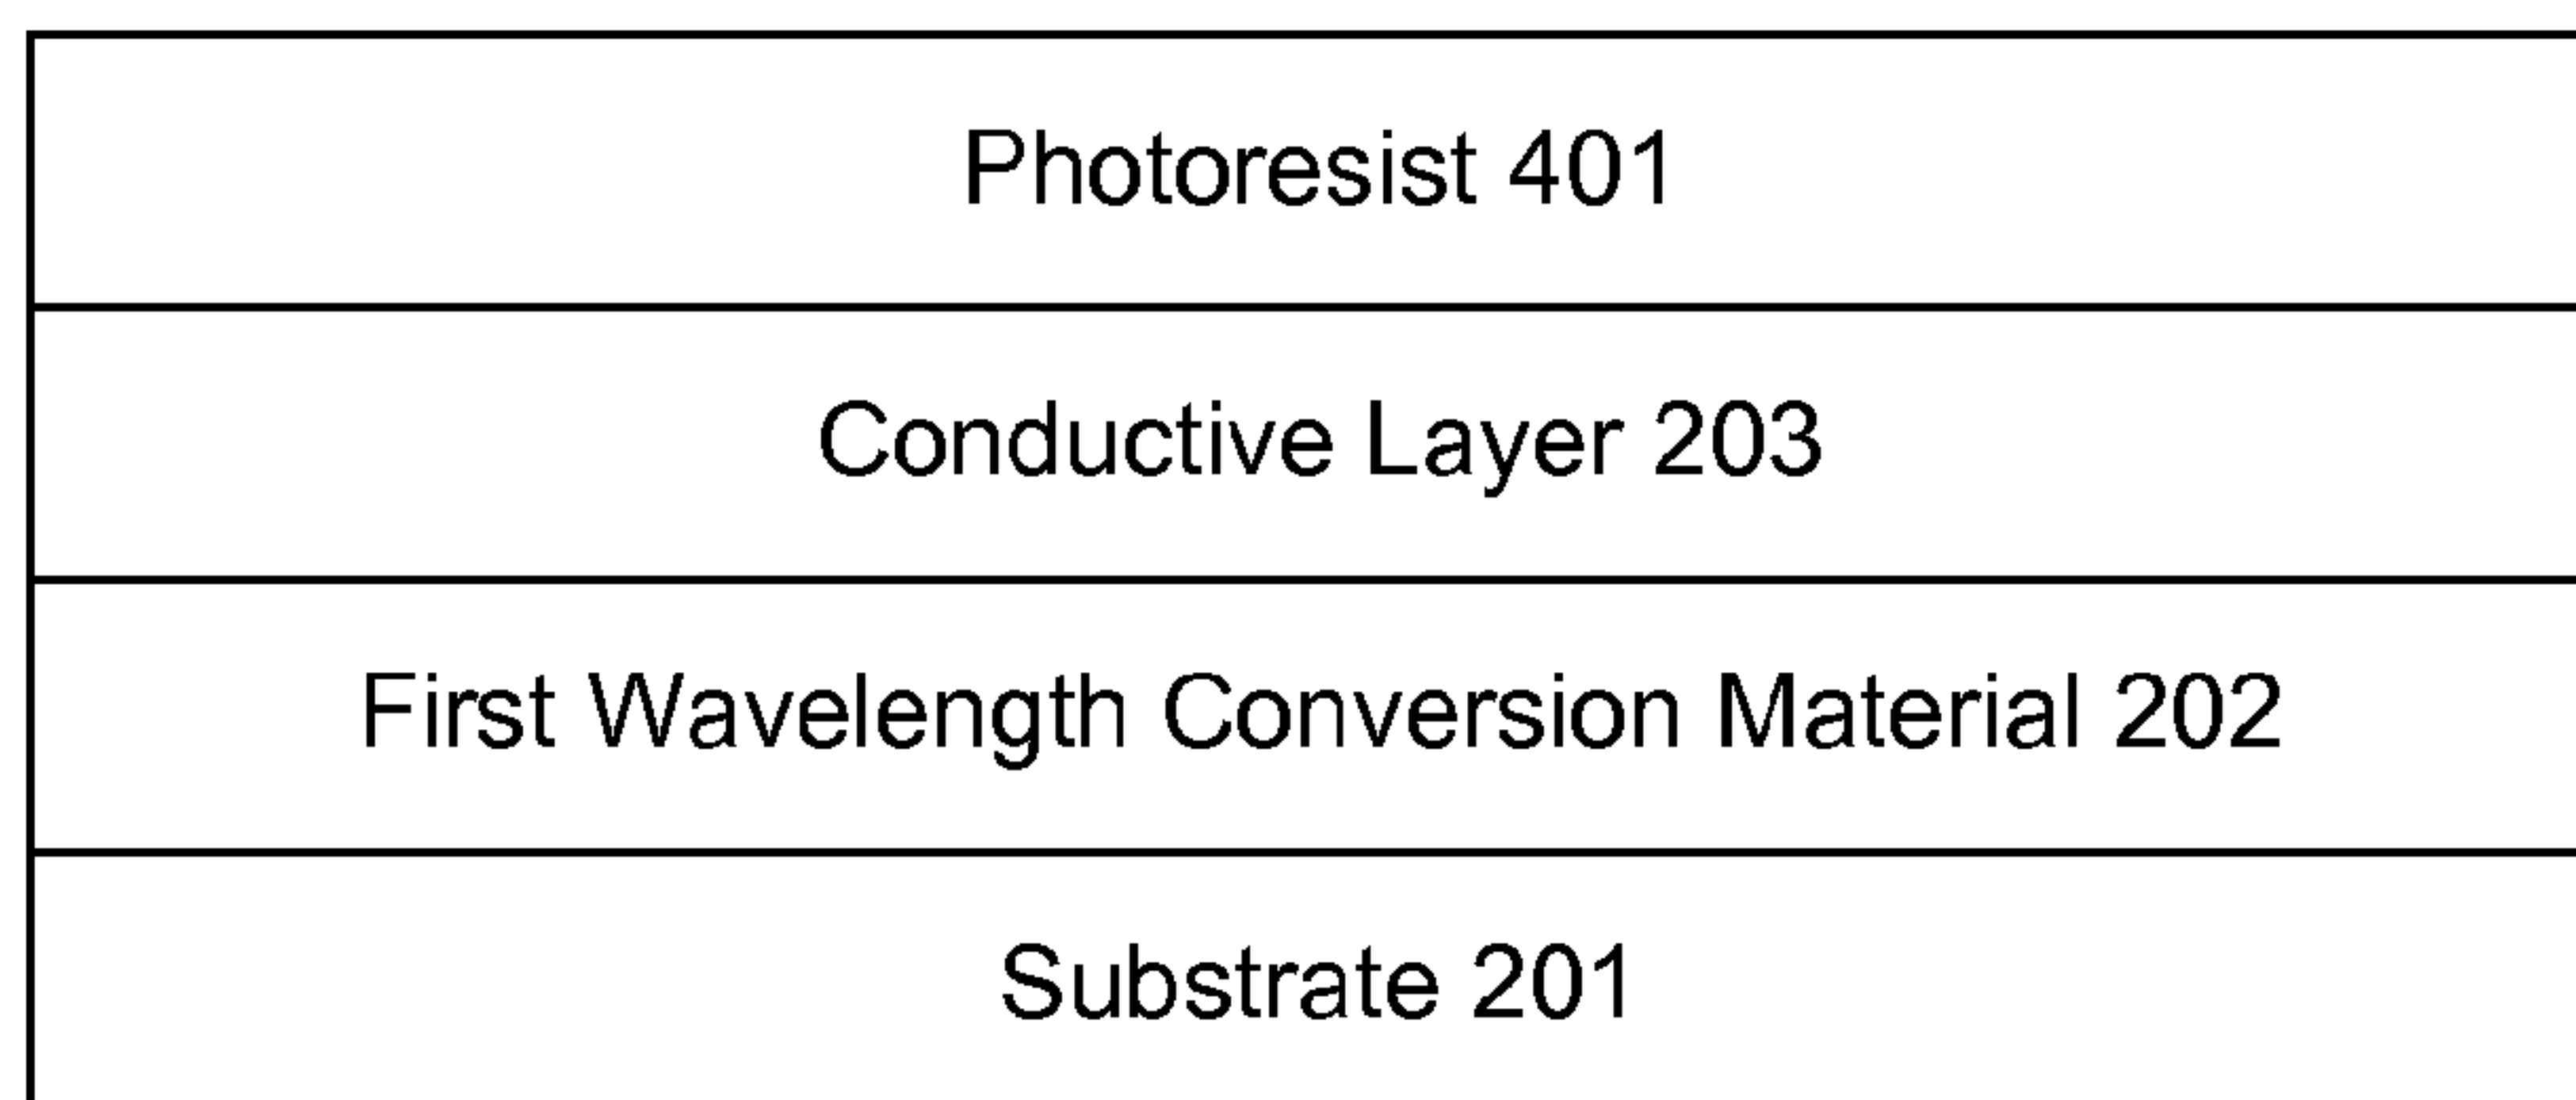 Photoresist 401
Conductive Layer 203
First Wavelength Conversion Material 202
Substrate 201